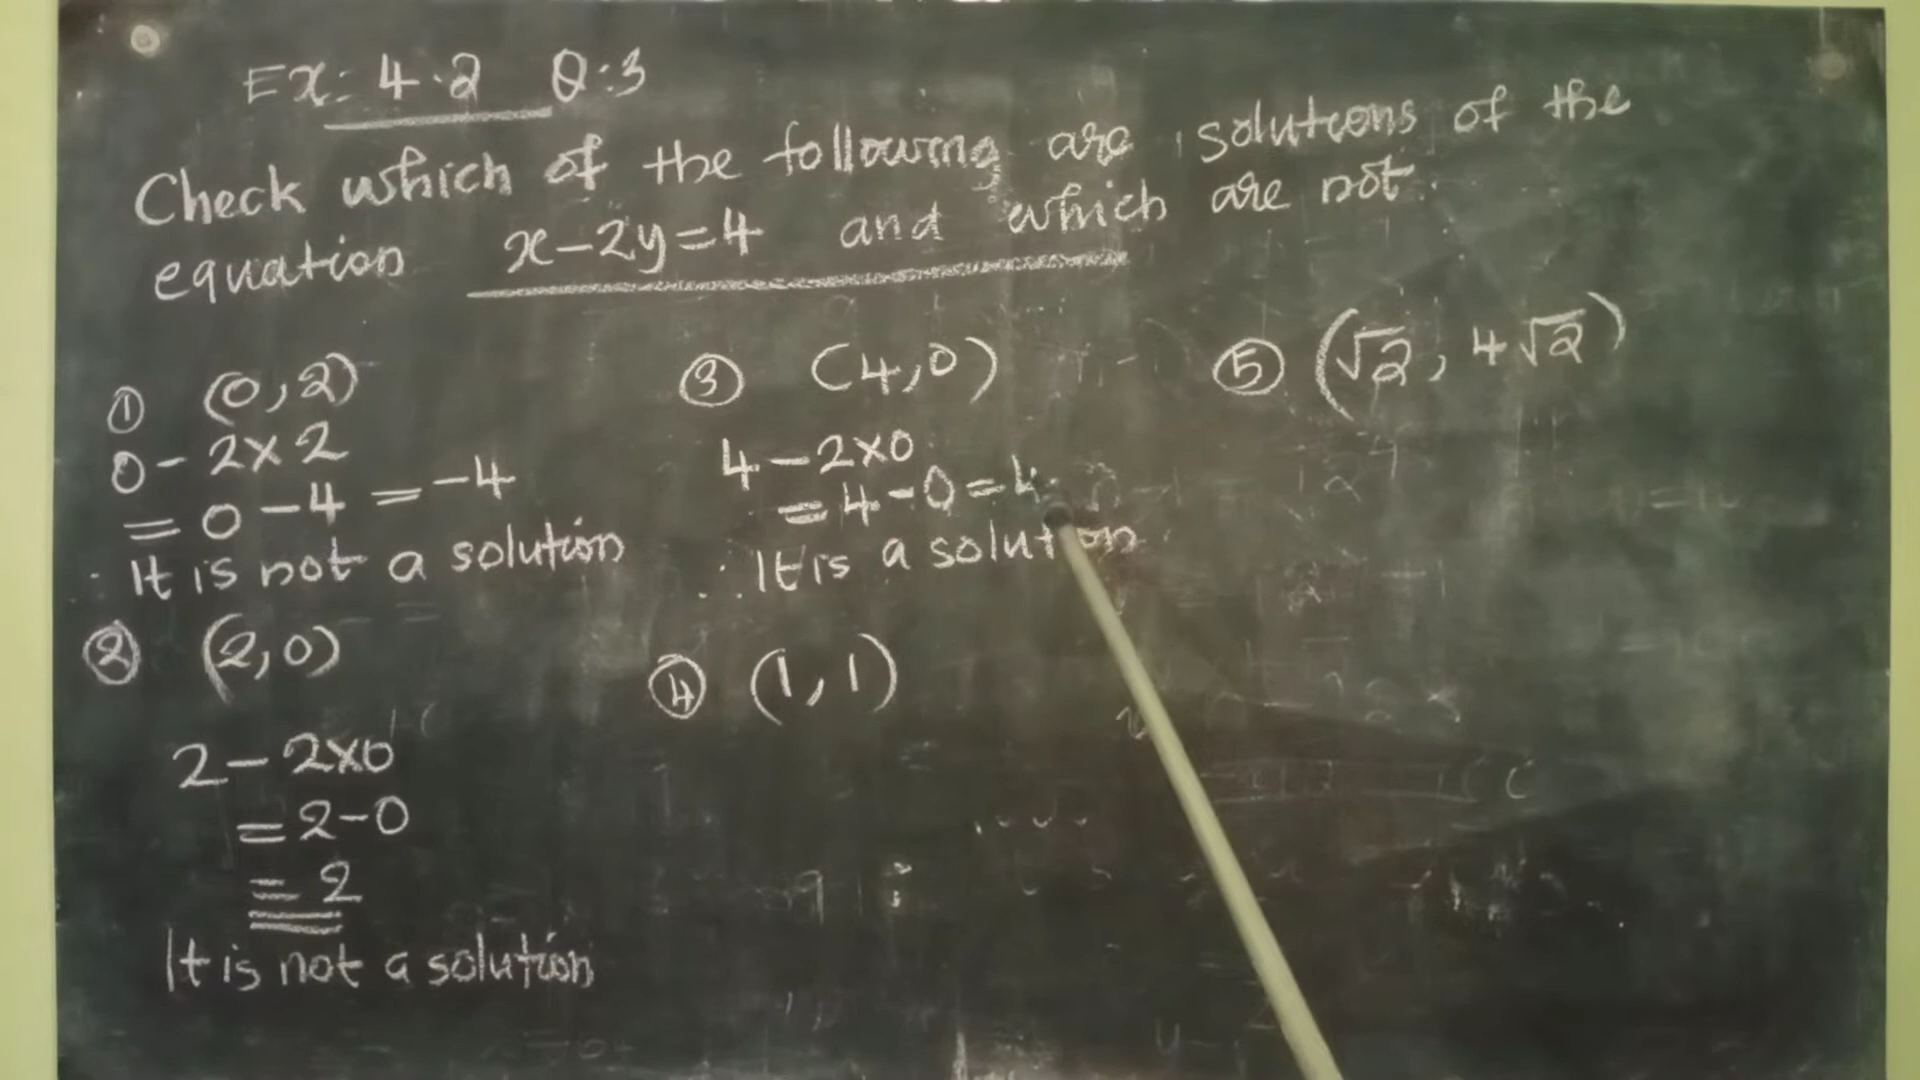 Ex: 4.2 Q:3
Check which of the following are solutions of the
equation x-2y=4 and which are not.
① (0,2)
0-2×2
=0-4=-4
∴ It is not a solution
② (2,0)
2-2×0
=2-0
=2
It is not a solution
③ (4,0)
4-2×0
=4-0=4
∴ It is a solution
④ (1,1)
⑤ (√2, 4√2)